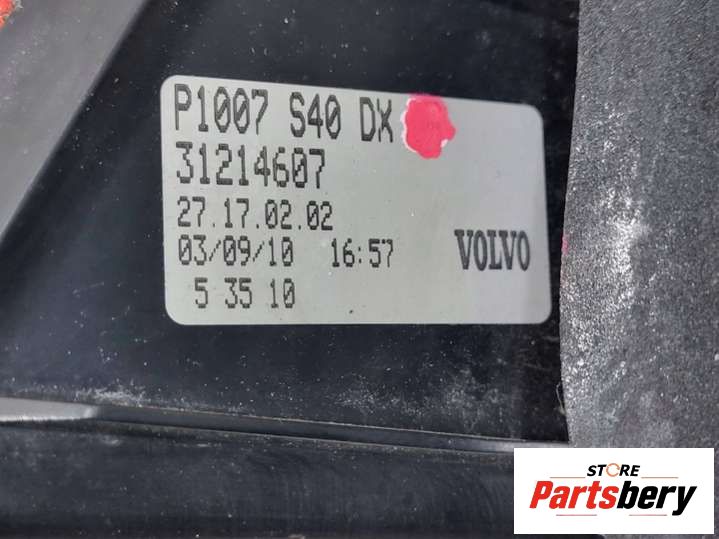 P1007 S40 DX
31214607
27.17.02.02
03/09/10 16:57 VOLVO
5 35 10
STORE
Partsbery